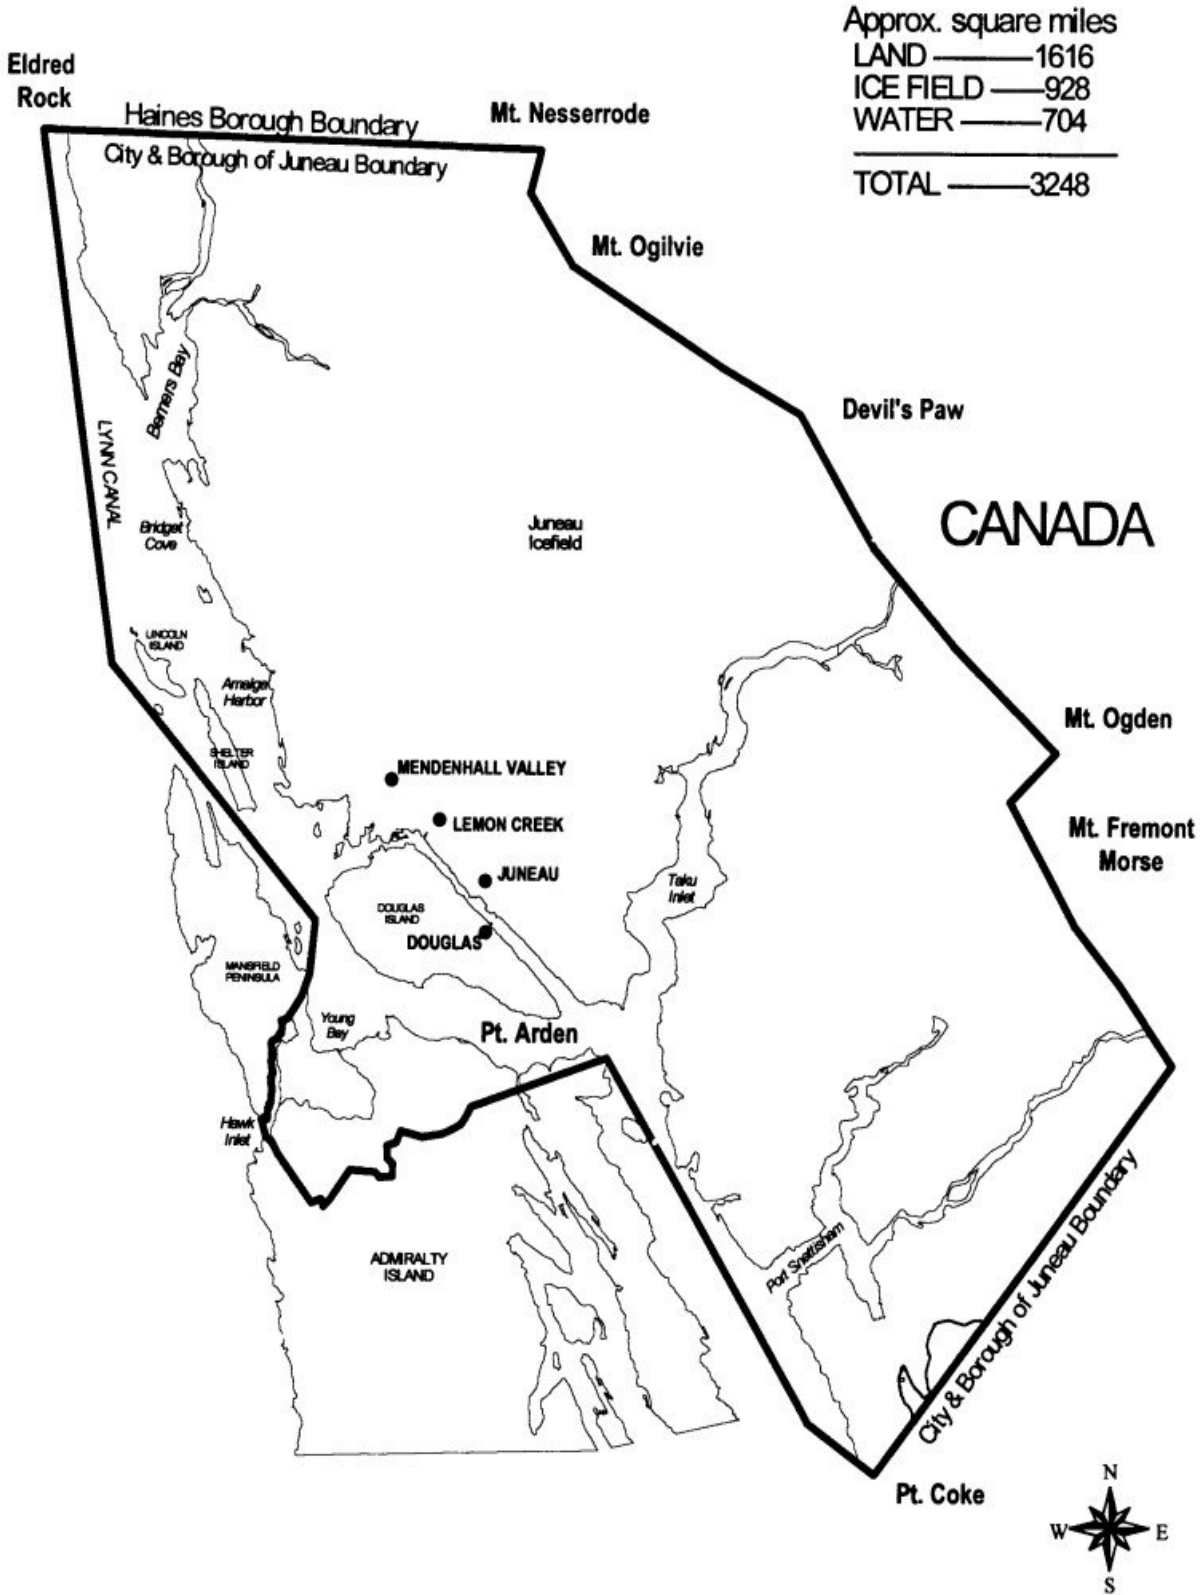 Approx. square miles
LAND 1616
ICE FIELD 928
WATER 704
TOTAL 3248
Eldred
Rock
Haines Borough Boundary
City & Borough of Juneau Boundary
Mt. Nesserrode
Mt. Ogilvie
Devil's Paw
CANADA
Berners Bay
LYNN CANAL
Bridget
Cove
Juneau
Icefield
LINCOLN
ISLAND
Amalga
Harbor
SHELTER
ISLAND
Mt. Ogden
MENDENHALL VALLEY
LEMON CREEK
Mt. Fremont
Morse
JUNEAU
Taku
Inlet
DOUGLAS
ISLAND
DOUGLAS
MANSFIELD
PENINSULA
Young
Bay
Pt. Arden
Hawk
Inlet
ADMIRALTY
ISLAND
Port Snettisham
City & Borough of Juneau Boundary
Pt. Coke
N
W E
S